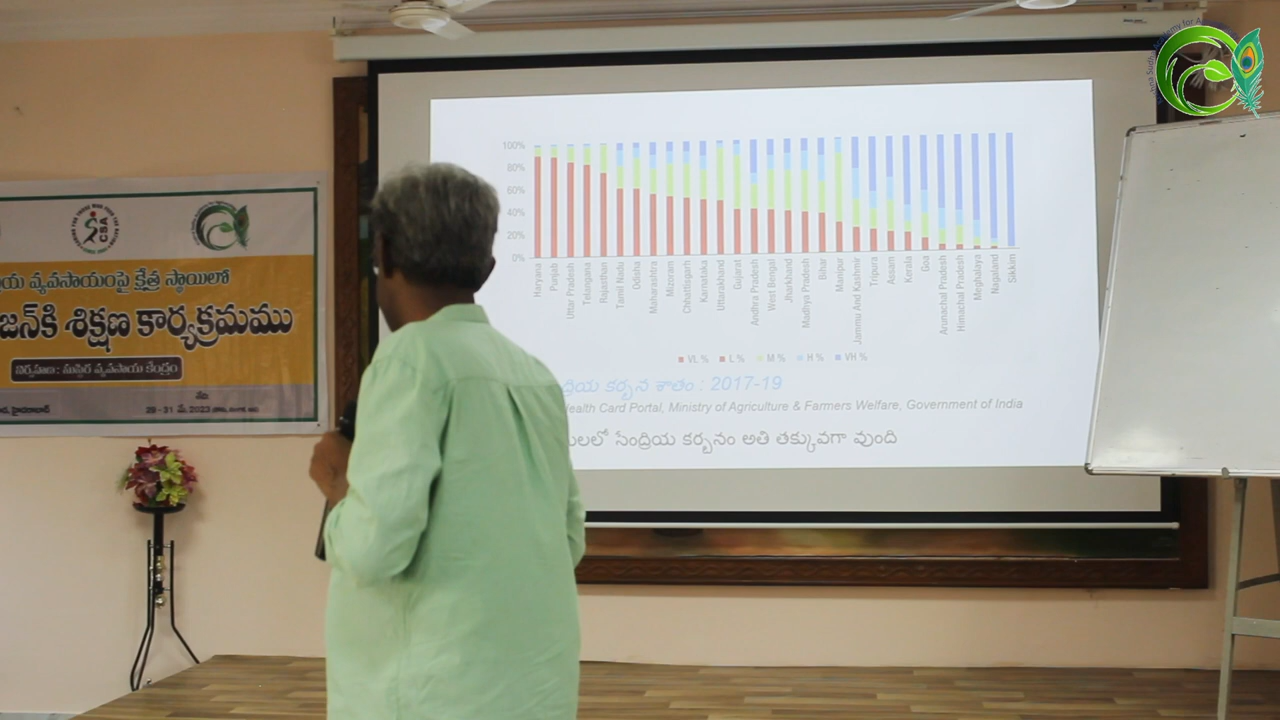 య వ్యవసాయంపై క్షేత్ర స్థాయిలో
జన్‌కి శిక్షణ కార్యక్రమము
నిర్వహణ : సుస్థిర వ్యవసాయ కేంద్రం
తేది
29 - 31 మే, 2023
హైదరాబాద్
CSA
100%
80%
60%
40%
20%
0%
Haryana
Punjab
Uttar Pradesh
Telangana
Rajasthan
Tamil Nadu
Odisha
Maharashtra
Mizoram
Chhattisgarh
Karnataka
Uttarakhand
Gujarat
Andhra Pradesh
West Bengal
Jharkhand
Madhya Pradesh
Bihar
Manipur
Jammu And Kashmir
Tripura
Assam
Kerala
Goa
Arunachal Pradesh
Himachal Pradesh
Meghalaya
Nagaland
Sikkim
VL % L % M % H % VH %
ద్రియ కర్బన శాతం : 2017-19
Health Card Portal, Ministry of Agriculture & Farmers Welfare, Government of India
లలో సేంద్రియ కర్బనం అతి తక్కువగా వుంది